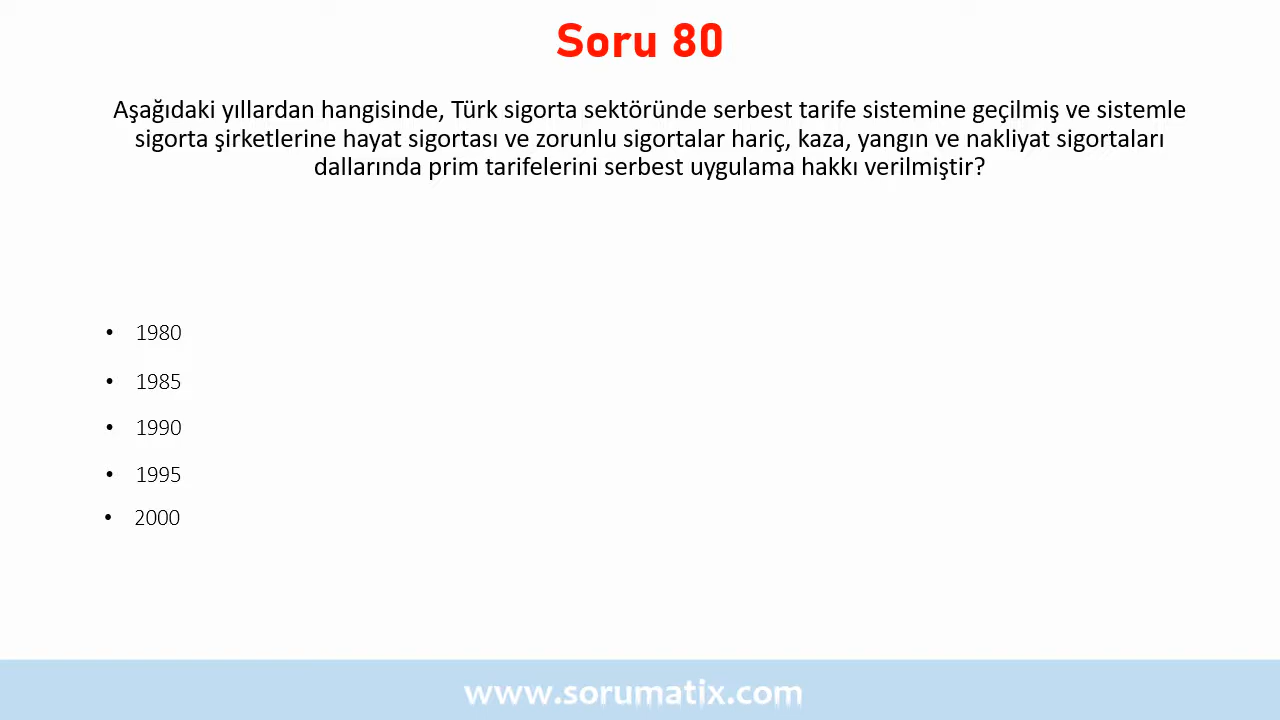 Soru 80
Aşağıdaki yıllardan hangisinde, Türk sigorta sektöründe serbest tarife sistemine geçilmiş ve sistemle
sigorta şirketlerine hayat sigortası ve zorunlu sigortalar hariç, kaza, yangın ve nakliyat sigortaları
dallarında prim tarifelerini serbest uygulama hakkı verilmiştir?
• 1980
• 1985
• 1990
• 1995
• 2000
www.sorumatix.com